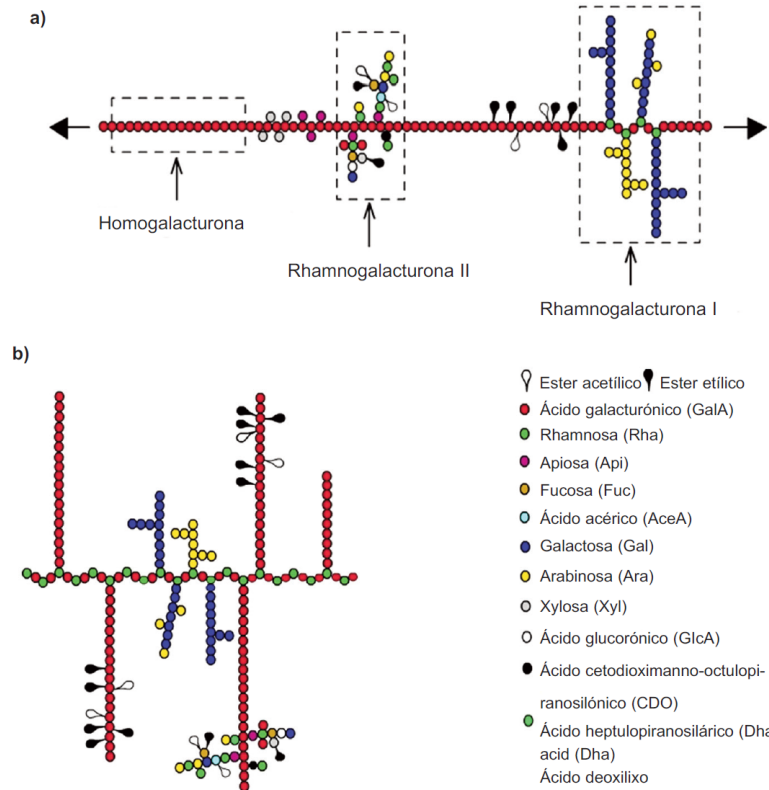 a)
Homogalacturona
Rhamnogalacturona II
Rhamnogalacturona I
b)
Ester acetílico Ester etílico
Ácido galacturónico (GalA)
Rhamnosa (Rha)
Apiosa (Api)
Fucosa (Fuc)
Ácido acérico (AceA)
Galactosa (Gal)
Arabinosa (Ara)
Xylosa (Xyl)
Ácido glucorónico (GlcA)
Ácido cetodioximanno-octulopi-
ranosilónico (CDO)
Ácido heptulopiranosilárico (Dha
acid (Dha)
Ácido deoxilixo